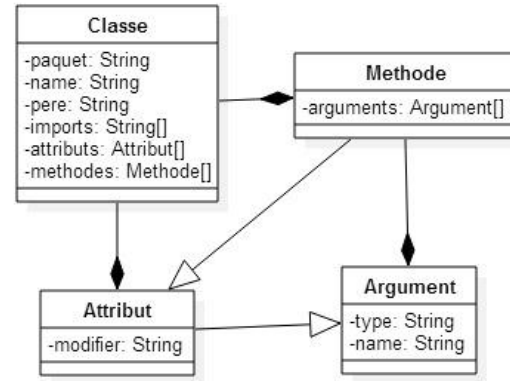 Classe
-paquet: String
-name: String
-pere: String
-imports: String[]
-attributs: Attribut[]
-methodes: Methode[]
Methode
-arguments: Argument[]
Attribut
-modifier: String
Argument
-type: String
-name: String